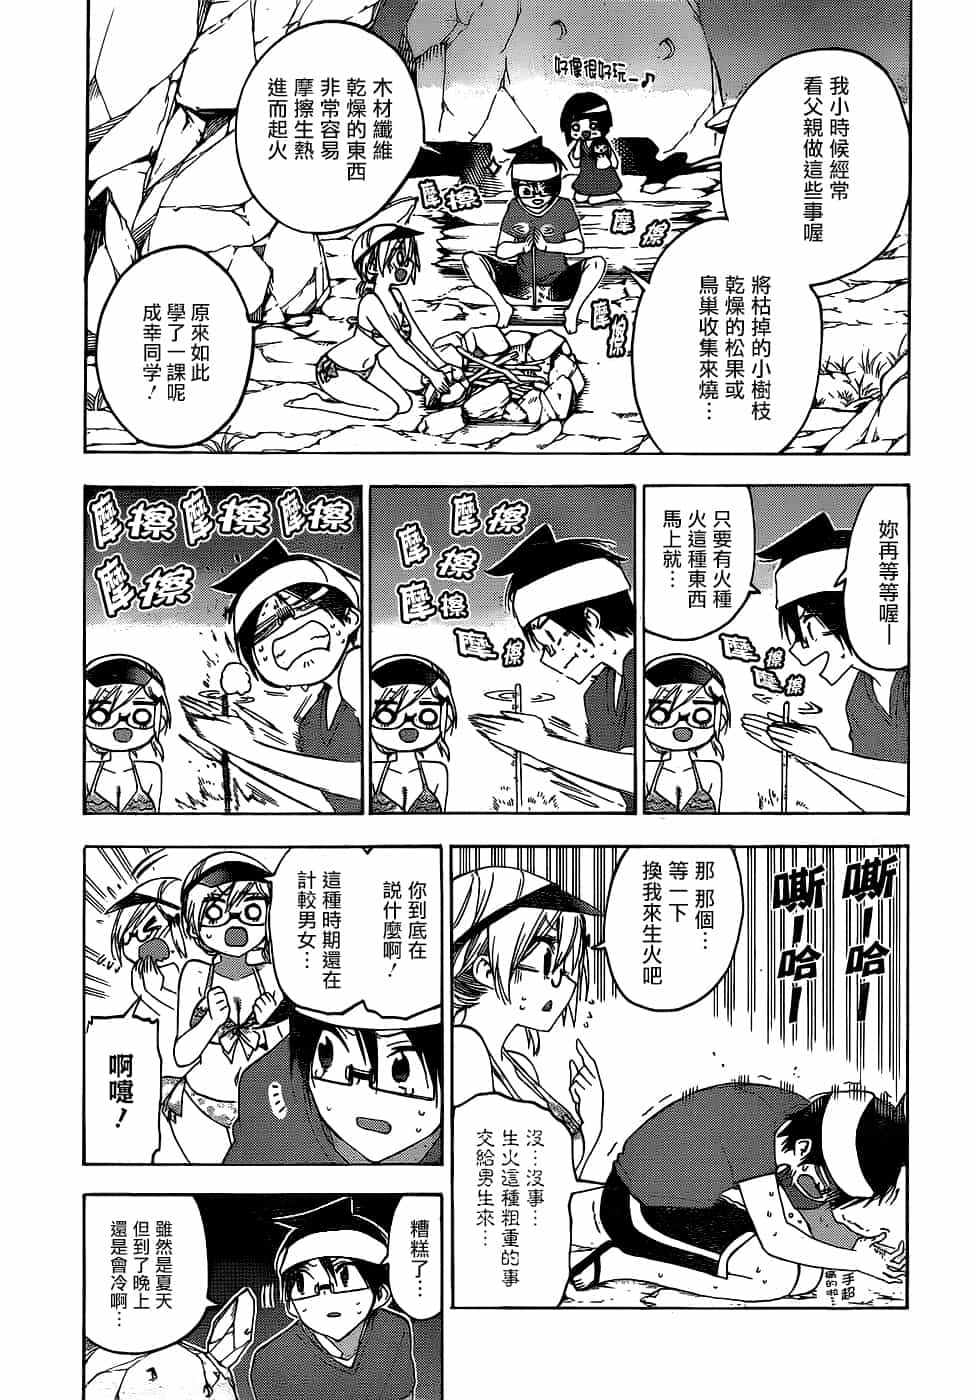 我小時候經常
看父親做這些事喔
將枯掉的小樹枝
乾燥的松果或
鳥巢收集來燒…
好像很好玩—♪
木材纖維
乾燥的東西
非常容易
摩擦生熱
進而起火
摩擦
摩擦
摩擦
原來如此
學了一課呢
成幸同學!
妳再等等喔—
只要有火種
火這種東西
馬上就…
摩擦
摩擦
摩擦
摩擦
摩擦
摩擦
摩擦
摩擦
摩擦
摩擦
嘶—哈—
嘶—哈—
那 那個…
等一下
換我來生火吧
沒…沒事…
生火這種粗重的事
交給男生來…
手超
痛的啦…
你到底在
説什麼啊!
這種時期還在
計較男女…
啊嚏!
糟糕了…
雖然是夏天
但到了晚上
還是會冷啊…